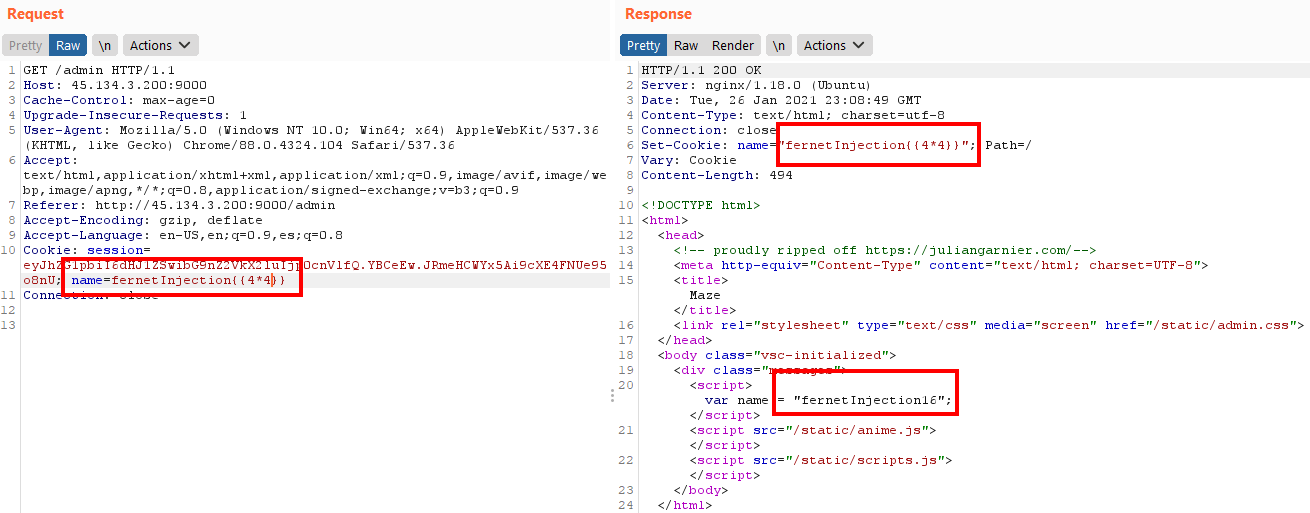 Request
Pretty Raw \n Actions
1 GET /admin HTTP/1.1
2 Host: 45.134.3.200:9000
3 Cache-Control: max-age=0
4 Upgrade-Insecure-Requests: 1
5 User-Agent: Mozilla/5.0 (Windows NT 10.0; Win64; x64) AppleWebKit/537.36
(KHTML, like Gecko) Chrome/88.0.4324.104 Safari/537.36
6 Accept:
text/html,application/xhtml+xml,application/xml;q=0.9,image/avif,image/we
bp,image/apng,*/*;q=0.8,application/signed-exchange;v=b3;q=0.9
7 Referer: http://45.134.3.200:9000/admin
8 Accept-Encoding: gzip, deflate
9 Accept-Language: en-US,en;q=0.9,es;q=0.8
10 Cookie: session=
name=fernetInjection{{4*4}}
11 Connection: close
12
13
Response
Pretty Raw Render \n Actions
1 HTTP/1.1 200 OK
2 Server: nginx/1.18.0 (Ubuntu)
3 Date: Tue, 26 Jan 2021 23:08:49 GMT
4 Content-Type: text/html; charset=utf-8
5 Connection: close
6 Set-Cookie: name="fernetInjection{{4*4}}"; Path=/
7 Vary: Cookie
8 Content-Length: 494
9
10 <!DOCTYPE html>
11 <html>
12 <head>
13 <!-- proudly ripped off https://juliangarnier.com/-->
14 <meta http-equiv="Content-Type" content="text/html; charset=UTF-8">
15 <title>
Maze
</title>
16 <link rel="stylesheet" type="text/css" media="screen" href="/static/admin.css">
17 </head>
18 <body class="vsc-initialized">
19 <div class="messages">
20 <script>
var name = "fernetInjection16";
</script>
21 <script src="/static/anime.js">
</script>
22 <script src="/static/scripts.js">
</script>
23 </body>
24 </html>